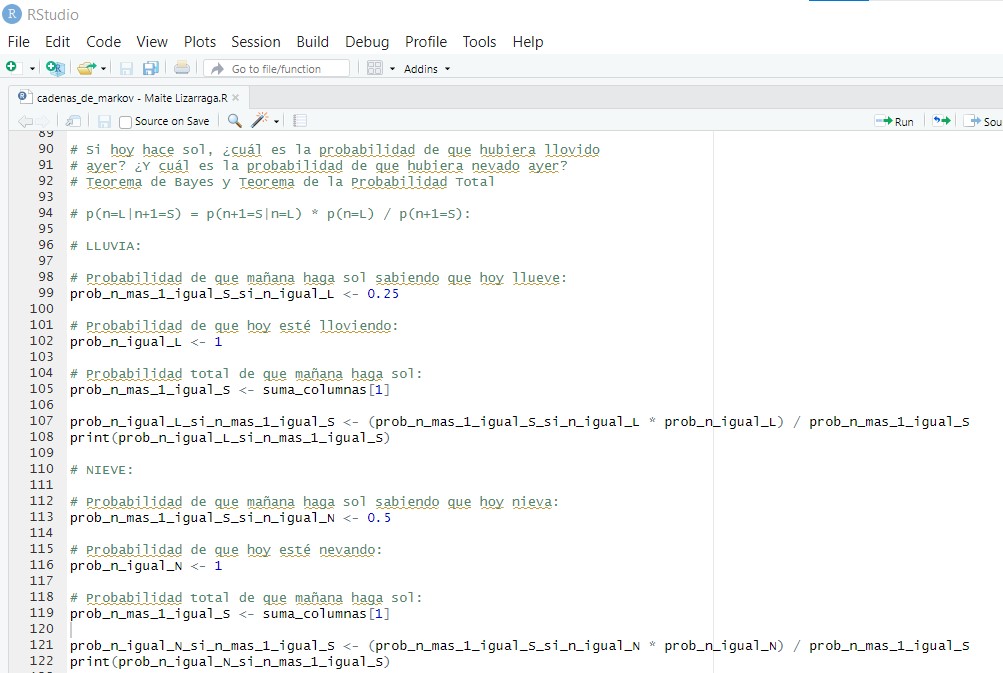 R RStudio
File Edit Code View Plots Session Build Debug Profile Tools Help
Go to file/function Addins
cadenas_de_markov - Maite Lizarraga.R
Source on Save Run Sou
89
90 # Si hoy hace sol, ¿cuál es la probabilidad de que hubiera llovido
91 # ayer? ¿Y cuál es la probabilidad de que hubiera nevado ayer?
92 # Teorema de Bayes y Teorema de la Probabilidad Total
93
94 # p(n=L|n+1=S) = p(n+1=S|n=L) * p(n=L) / p(n+1=S):
95
96 # LLUVIA:
97
98 # Probabilidad de que mañana haga sol sabiendo que hoy llueve:
99 prob_n_mas_1_igual_S_si_n_igual_L <- 0.25
100
101 # Probabilidad de que hoy esté lloviendo:
102 prob_n_igual_L <- 1
103
104 # Probabilidad total de que mañana haga sol:
105 prob_n_mas_1_igual_S <- suma_columnas[1]
106
107 prob_n_igual_L_si_n_mas_1_igual_S <- (prob_n_mas_1_igual_S_si_n_igual_L * prob_n_igual_L) / prob_n_mas_1_igual_S
108 print(prob_n_igual_L_si_n_mas_1_igual_S)
109
110 # NIEVE:
111
112 # Probabilidad de que mañana haga sol sabiendo que hoy nieva:
113 prob_n_mas_1_igual_S_si_n_igual_N <- 0.5
114
115 # Probabilidad de que hoy esté nevando:
116 prob_n_igual_N <- 1
117
118 # Probabilidad total de que mañana haga sol:
119 prob_n_mas_1_igual_S <- suma_columnas[1]
120
121 prob_n_igual_N_si_n_mas_1_igual_S <- (prob_n_mas_1_igual_S_si_n_igual_N * prob_n_igual_N) / prob_n_mas_1_igual_S
122 print(prob_n_igual_N_si_n_mas_1_igual_S)